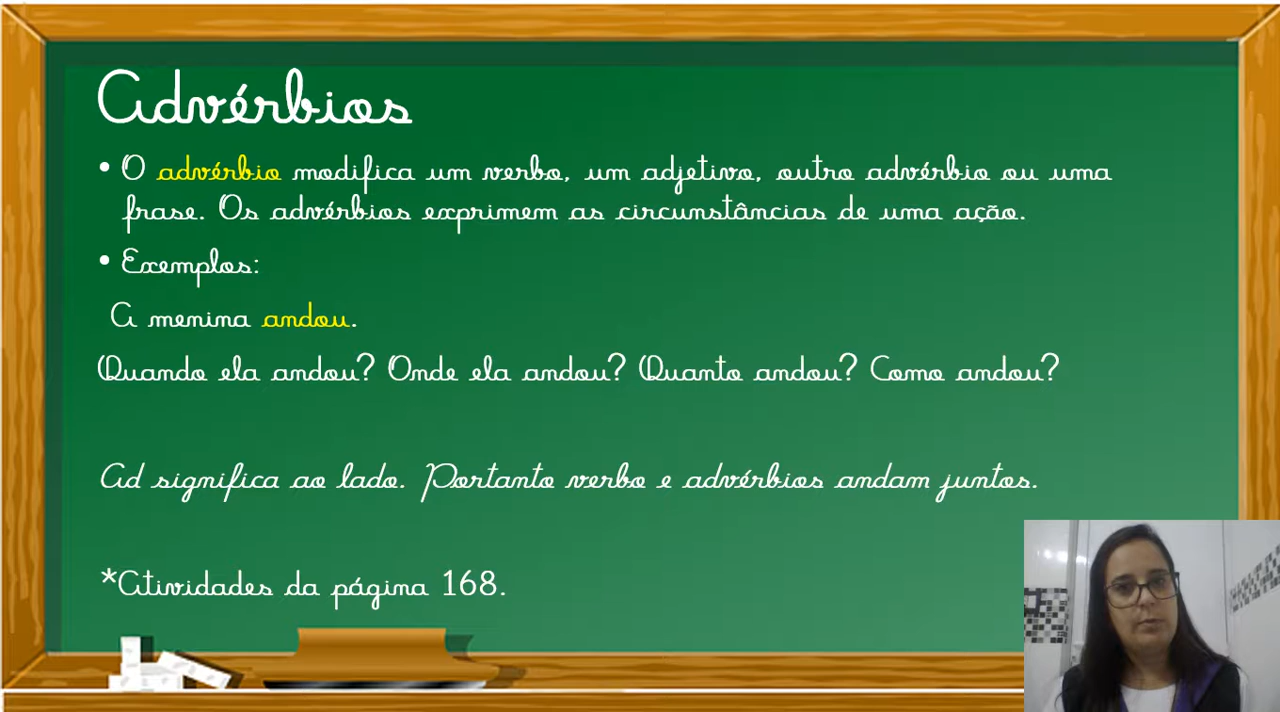 Advérbios
• O advérbio modifica um verbo, um adjetivo, outro advérbio ou uma
frase. Os advérbios exprimem as circunstâncias de uma ação.
• Exemplos:
A menina andou.
Quando ela andou? Onde ela andou? Quanto andou? Como andou?
Ad significa ao lado. Portanto verbo e advérbios andam juntos.
*Atividades da página 168.